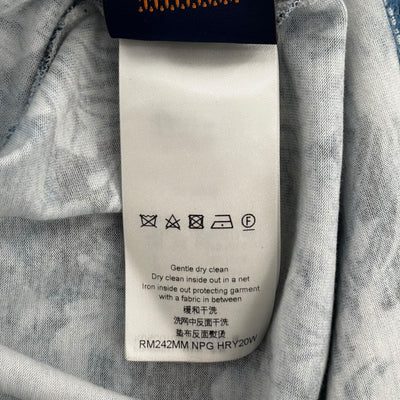 F
Gentle dry clean
Dry clean inside out in a net
Iron inside out protecting garment
with a fabric in between
缓和干洗
洗网中反面干洗
垫布反面熨烫
RM242MM NPG HRY20W